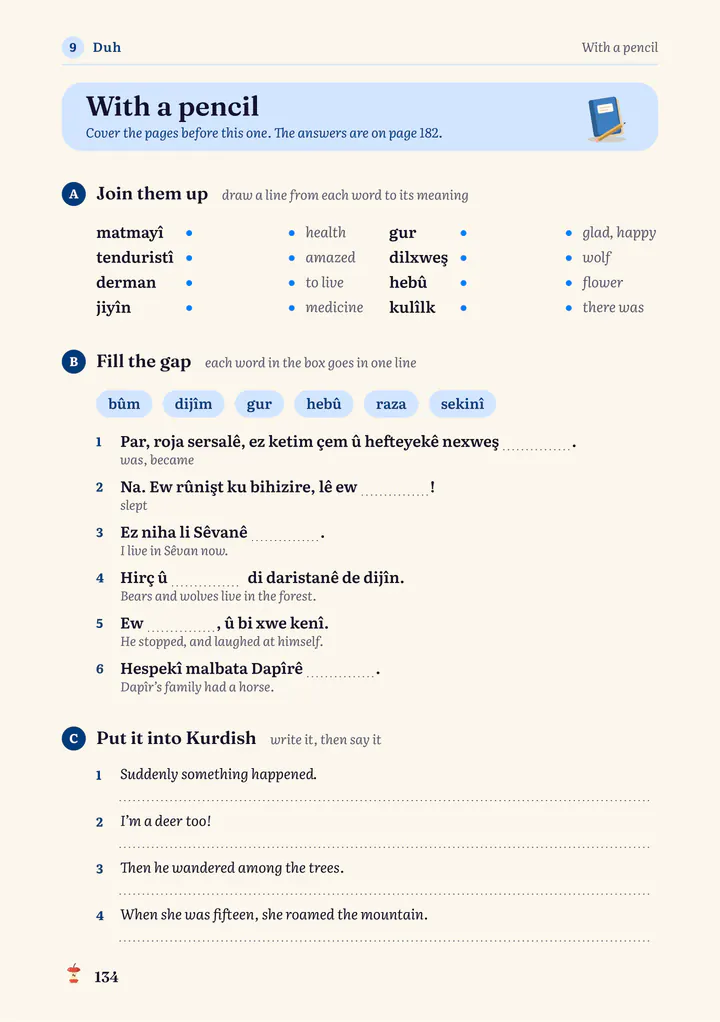 9 Duh
With a pencil
With a pencil
Cover the pages before this one. The answers are on page 182.
A Join them up draw a line from each word to its meaning
matmayî • • health gur • • glad, happy
tenduristî • • amazed dilxweş • • wolf
derman • • to live hebû • • flower
jiyîn • • medicine kulîlk • • there was
B Fill the gap each word in the box goes in one line
bûm dijîm gur hebû raza sekinî
1 Par, roja sersalê, ez ketim çem û hefteyekê nexweş ............... .
was, became
2 Na. Ew rûnişt ku bihizire, lê ew ............... !
slept
3 Ez niha li Sêvanê ............... .
I live in Sêvan now.
4 Hirç û ............... di daristanê de dijîn.
Bears and wolves live in the forest.
5 Ew ............... , û bi xwe kenî.
He stopped, and laughed at himself.
6 Hespekî malbata Dapîrê ............... .
Dapîr’s family had a horse.
C Put it into Kurdish write it, then say it
1 Suddenly something happened.
2 I’m a deer too!
3 Then he wandered among the trees.
4 When she was fifteen, she roamed the mountain.
134